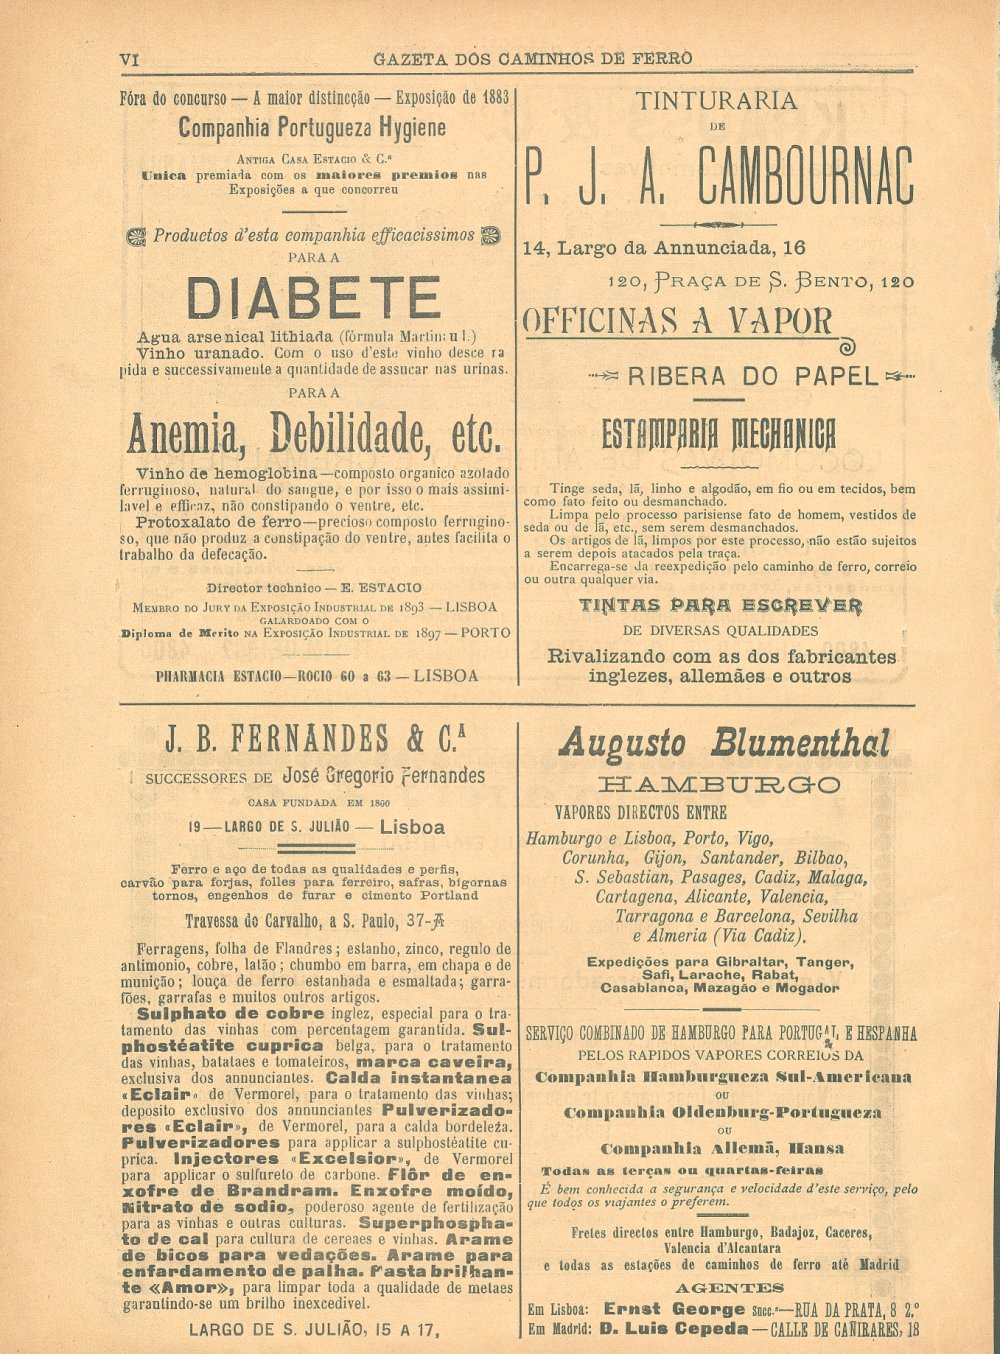 VI
GAZETA DOS CAMINHOS DE FERRO
Fóra do concurso — A maior distincção — Exposição de 1883
Companhia Portugueza Hygiene
ANTIGA CASA ESTACIO & C.ª
Unica premiada com os maiores premios nas
Exposições a que concorreu
Productos d'esta companhia efficacissimos
PARA A
DIABETE
Agua arsenical lithiada (fórmula
Vinho uranado. Com o uso d'este vinho desce ra
pida e successivamente a quantidade de assucar nas urinas.
PARA A
Anemia, Debilidade, etc.
Vinho de hemoglobina—composto organico azotado
ferruginoso, natural do sangue, e por isso o mais assimi-
lavel e efficaz, não constipando o ventre, etc.
Protoxalato de ferro—precioso composto ferrugino-
so, que não produz a constipação do ventre, antes facilita o
trabalho da defecação.
Director technico — E. ESTACIO
MEMBRO DO JURY DA EXPOSIÇÃO INDUSTRIAL DE 1893 — LISBOA
GALARDOADO COM O
Diploma de Merito NA EXPOSIÇÃO INDUSTRIAL DE 1897 — PORTO
PHARMACIA ESTACIO—ROCIO 60 a 63 — LISBOA
TINTURARIA
DE
P. J. A. CAMBOURNAC
14, Largo da Annunciada, 16
120, PRAÇA DE S. BENTO, 120
OFFICINAS A VAPOR
RIBERA DO PAPEL
ESTAMPARIA MECHANICA
Tinge seda, lã, linho e algodão, em fio ou em tecidos, bem
como fato feito ou desmanchado.
Limpa pelo processo parisiense fato de homem, vestidos de
seda ou de lã, etc., sem serem desmanchados.
Os artigos de lã, limpos por este processo, não estão sujeitos
a serem depois atacados pela traça.
Encarrega-se da reexpedição pelo caminho de ferro, correio
ou outra qualquer via.
TINTAS PARA ESCREVER
DE DIVERSAS QUALIDADES
Rivalizando com as dos fabricantes
inglezes, allemães e outros
J. B. FERNANDES & C.ª
SUCCESSORES DE José Gregorio Fernandes
CASA FUNDADA EM 1800
19—LARGO DE S. JULIÃO — Lisboa
Ferro e aço de todas as qualidades e perfis,
carvão para forjas, folles para ferreiro, safras, bigornas
tornos, engenhos de furar e cimento Portland
Travessa do Carvalho, a S. Paulo, 37-A
Ferragens, folha de Flandres; estanho, zinco, regulo de
antimonio, cobre, latão; chumbo em barra, em chapa e de
munição; louça de ferro estanhada e esmaltada; garra-
fões, garrafas e muitos outros artigos.
Sulphato de cobre inglez, especial para o tra-
tamento das vinhas com percentagem garantida. Sul-
phostéatite cuprica belga, para o tratamento
das vinhas, batataes e tomateiros, marca caveira,
exclusiva dos annunciantes. Calda instantanea
«Eclair» de Vermorel, para o tratamento das vinhas;
deposito exclusivo dos annunciantes Pulverizado-
res «Eclair», de Vermorel, para a calda bordeleza.
Pulverizadores para applicar a sulphostéatite cu-
prica. Injectores «Excelsior», de Vermorel
para applicar o sulfureto de carbone. Flôr de en-
xofre de Brandram. Enxofre moído,
Nitrato de sodio, poderoso agente de fertilização
para as vinhas e outras culturas. Superphospha-
to de cal para cultura de cereaes e vinhas. Arame
de bicos para vedações. Arame para
enfardamento de palha. Pasta brilhan-
te «Amor», para limpar toda a qualidade de metaes
garantindo-se um brilho inexcedivel.
LARGO DE S. JULIÃO, 15 A 17,
Augusto Blumenthal
HAMBURGO
VAPORES DIRECTOS ENTRE
Hamburgo e Lisboa, Porto, Vigo,
Corunha, Gijon, Santander, Bilbao,
S. Sebastian, Pasages, Cadiz, Malaga,
Cartagena, Alicante, Valencia,
Tarragona e Barcelona, Sevilha
e Almeria (Via Cadiz).
Expedições para Gibraltar, Tanger,
Safi, Larache, Rabat,
Casablanca, Mazagão e Mogador
SERVIÇO COMBINADO DE HAMBURGO PARA PORTUGAL E HESPANHA
PELOS RAPIDOS VAPORES CORREIOS DA
Companhia Hamburgueza Sul-Americana
OU
Companhia Oldenburg-Portugueza
OU
Companhia Allemã, Hansa
Todas as terças ou quartas-feiras
É bem conhecida a segurança e velocidade d'este serviço, pelo
que todos os viajantes o preferem.
Fretes directos entre Hamburgo, Badajoz, Caceres,
Valencia d'Alcantara
e todas as estações de caminhos de ferro até Madrid
AGENTES
Em Lisboa: Ernst George Succ.ª—RUA DA PRATA, 8 2.º
Em Madrid: D. Luis Cepeda — CALLE DE CAÑIRARES, 18